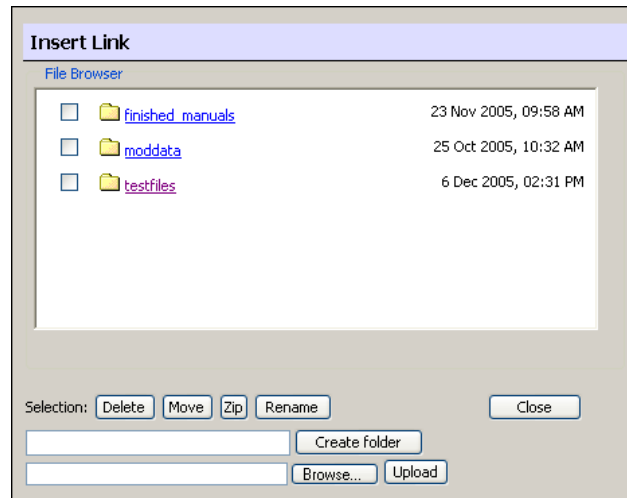 Insert Link
File Browser
finished_manuals 23 Nov 2005, 09:58 AM
moddata 25 Oct 2005, 10:32 AM
testfiles 6 Dec 2005, 02:31 PM
Selection: Delete Move Zip Rename Close
Create folder
Browse... Upload